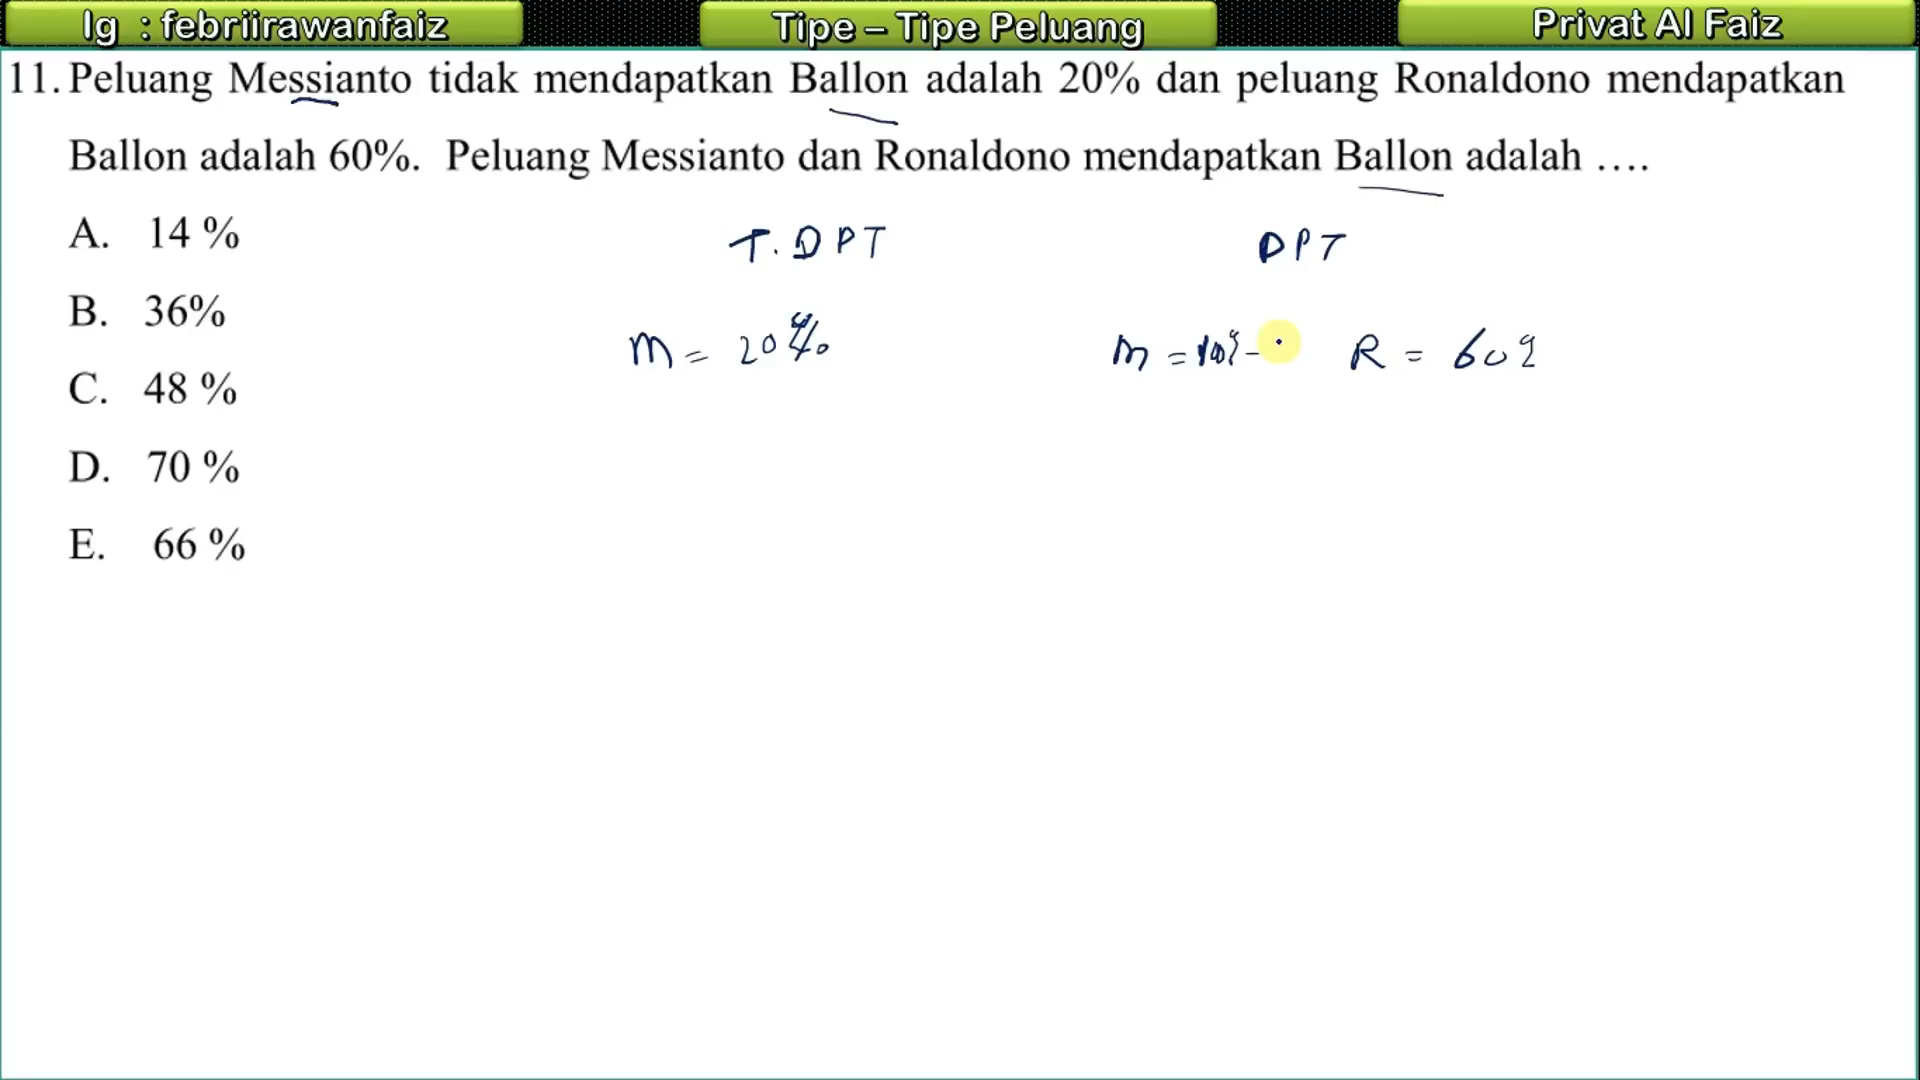 Ig : febriirawanfaiz
Tipe – Tipe Peluang
Privat Al Faiz
11. Peluang Messianto tidak mendapatkan Ballon adalah 20% dan peluang Ronaldono mendapatkan
Ballon adalah 60%. Peluang Messianto dan Ronaldono mendapatkan Ballon adalah ....
A. 14 %
B. 36%
C. 48 %
D. 70 %
E. 66 %
T. DPT
DPT
M = 20%
M =
R = 60%